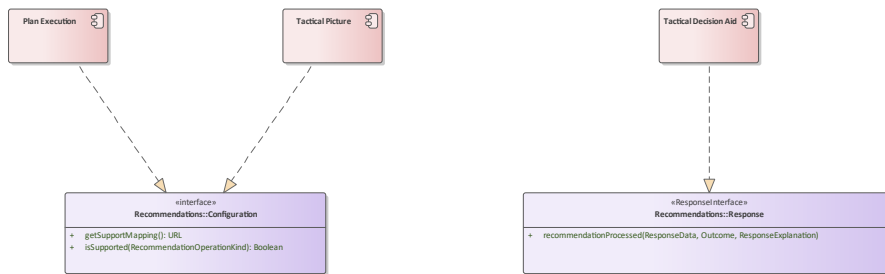 Plan Execution
Tactical Picture
Tactical Decision Aid
«interface»
Recommendations::Configuration
+ getSupportMapping(): URL
+ isSupported(RecommendationOperationKind): Boolean
«ResponseInterface»
Recommendations::Response
+ recommendationProcessed(ResponseData, Outcome, ResponseExplanation)